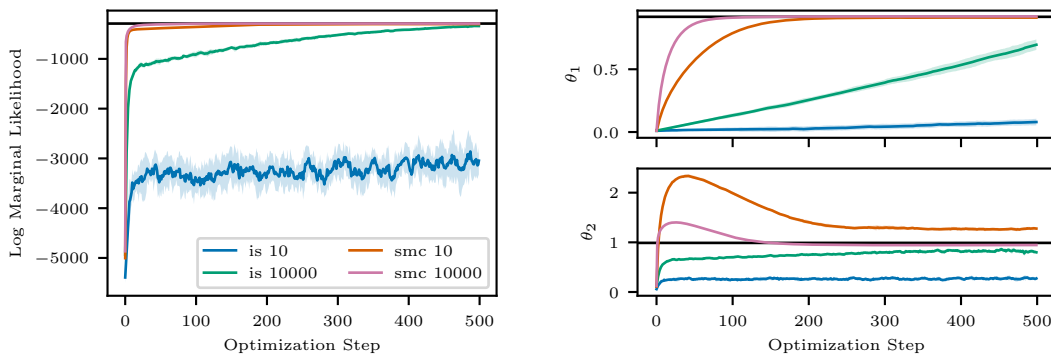 Log Marginal Likelihood
−1000
−2000
−3000
−4000
−5000
is 10
is 10000
smc 10
smc 10000
0
100
200
300
400
500
Optimization Step
θ1
0.5
0.0
θ2
2
1
0
0
100
200
300
400
500
Optimization Step